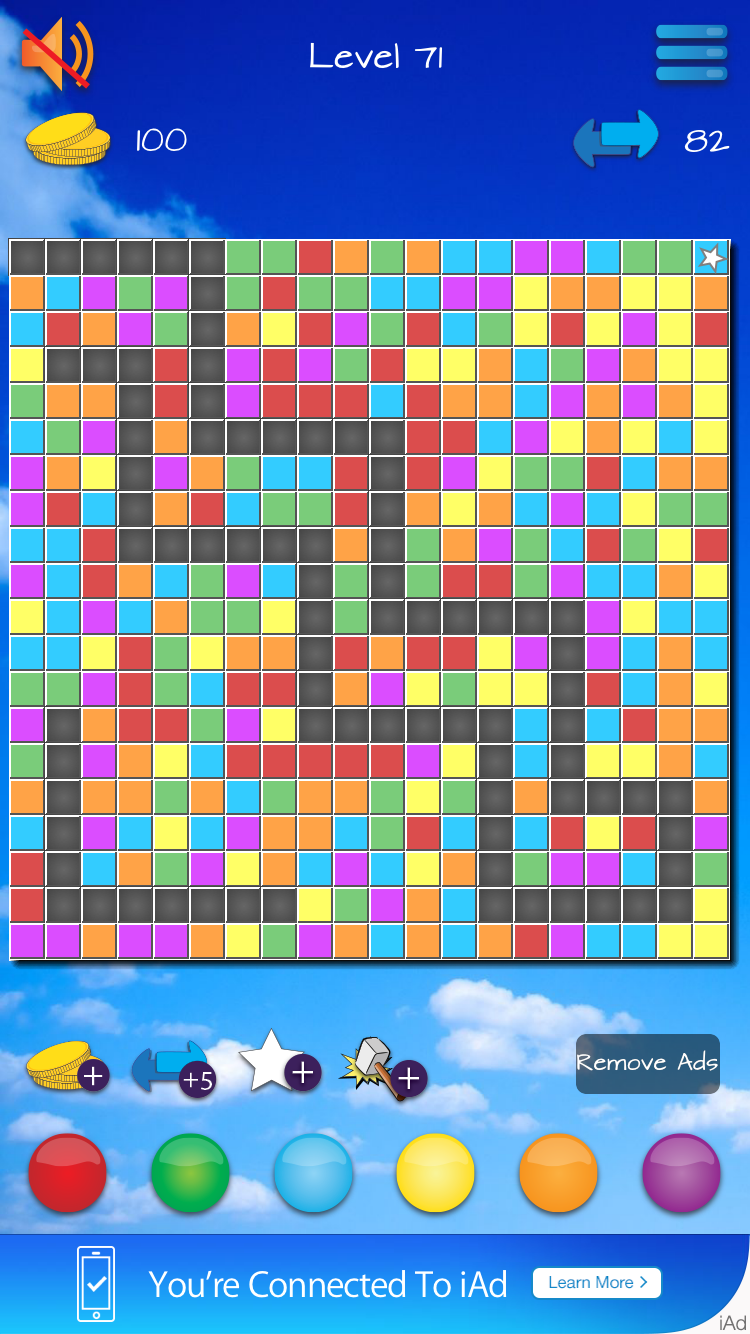 Level 71
100
82
+
+5
+
+
Remove Ads
You're Connected To iAd
Learn More >
iAd